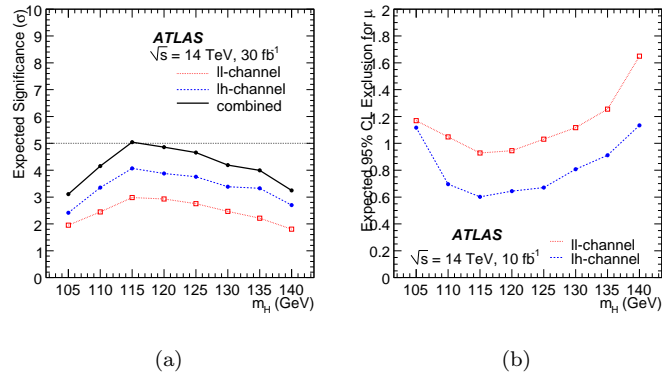 Expected Significance (σ)
10
9
8
7
6
5
4
3
2
1
0
ATLAS
√s = 14 TeV, 30 fb⁻¹
ll-channel
lh-channel
combined
105 110 115 120 125 130 135 140
m_H (GeV)
(a)
Expected 95% CL Exclusion for μ
2
1.8
1.6
1.4
1.2
1
0.8
0.6
0.4
0.2
0
ATLAS
√s = 14 TeV, 10 fb⁻¹
ll-channel
lh-channel
105 110 115 120 125 130 135 140
m_H (GeV)
(b)